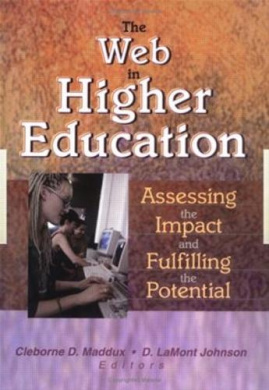 The
Web
in
Higher
Education
Assessing
the
Impact
and
Fulfilling
the
Potential
Cleborne D. Maddux • D. LaMont Johnson
Editors